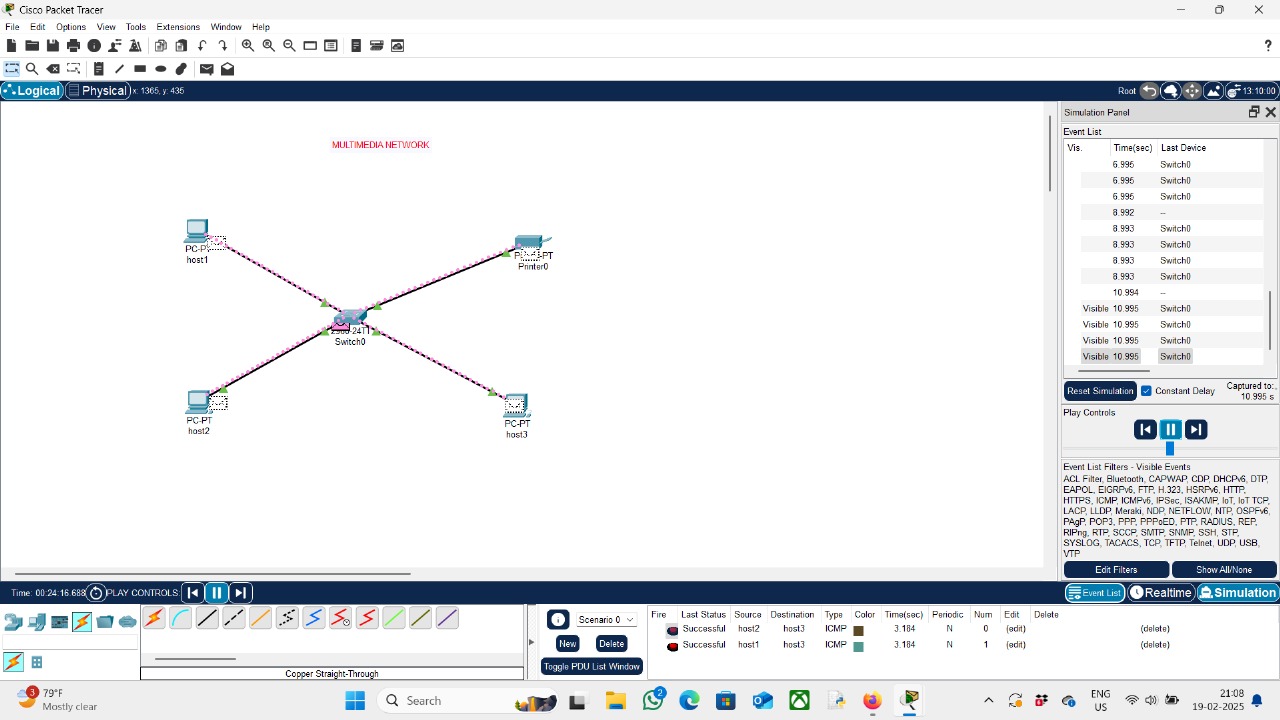 Cisco Packet Tracer
File Edit Options View Tools Extensions Window Help
Logical Physical x: 1365, y: 435 Root 13:10:00
MULTIMEDIA NETWORK
PC-PT
host1
PT
Printer0
Switch0
PC-PT
host2
PC-PT
host3
Simulation Panel
Event List
Vis. Time(sec) Last Device
6.995 Switch0
6.995 Switch0
6.995 Switch0
8.992 --
8.993 Switch0
8.993 Switch0
8.993 Switch0
8.993 Switch0
10.994 --
Visible 10.995 Switch0
Visible 10.995 Switch0
Visible 10.995 Switch0
Visible 10.995 Switch0
Reset Simulation Constant Delay Captured to:
10.995 s
Play Controls
Event List Filters - Visible Events
ACL Filter, Bluetooth, CAPWAP, CDP, DHCPv6, DTP,
EAPOL, EIGRPv6, FTP, H.323, HSRPv6, HTTP,
HTTPS, ICMP, ICMPv6, IPSec, ISAKMP, IoT, IoT TCP,
LACP, LLDP, Meraki, NDP, NETFLOW, NTP, OSPFv6,
PAgP, POP3, PPP, PPPoED, PTP, RADIUS, REP,
RIPng, RTP, SCCP, SMTP, SNMP, SSH, STP,
SYSLOG, TACACS, TCP, TFTP, Telnet, UDP, USB,
VTP
Edit Filters Show All/None
Time: 00:24:16.688 PLAY CONTROLS: Event List Realtime Simulation
Copper Straight-Through
Scenario 0
New Delete
Toggle PDU List Window
Fire Last Status Source Destination Type Color Time(sec) Periodic Num Edit Delete
Successful host2 host3 ICMP 3.184 N 0 (edit) (delete)
Successful host1 host3 ICMP 3.184 N 1 (edit) (delete)
3
79°F
Mostly clear
Search
2
ENG
US
21:08
19-02-2025